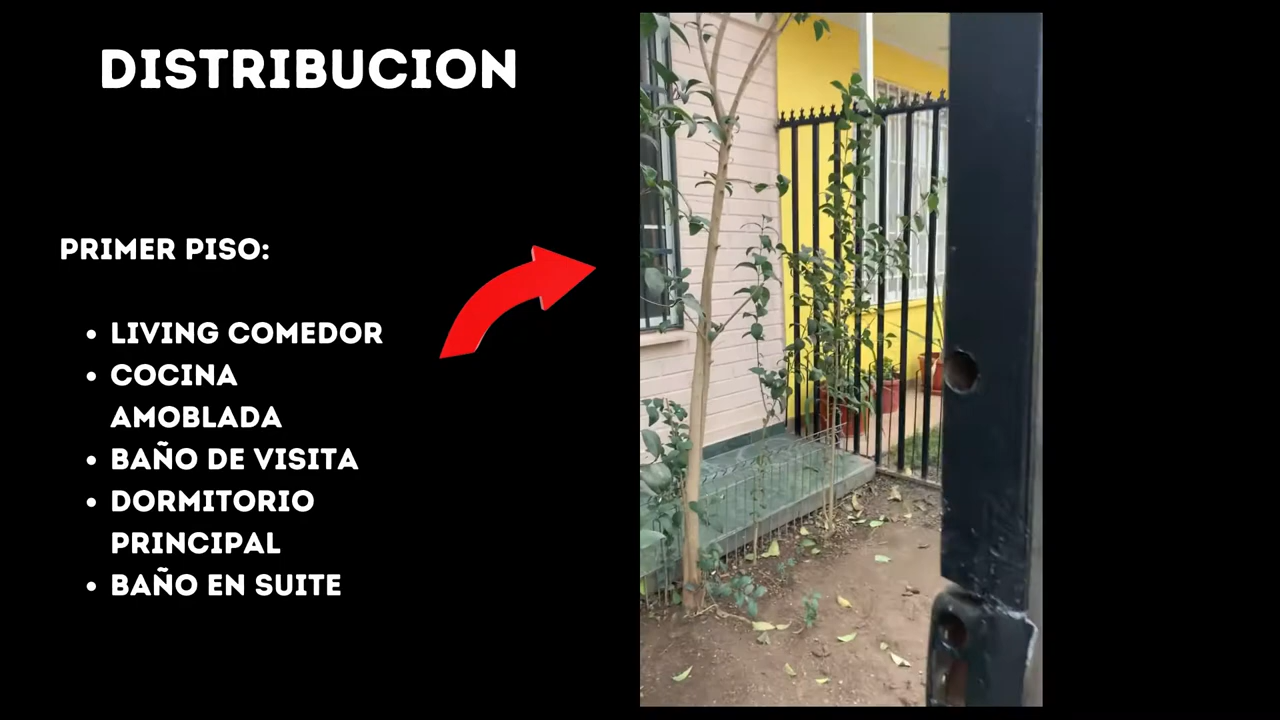 DISTRIBUCION
PRIMER PISO:
• LIVING COMEDOR
• COCINA
AMOBLADA
• BAÑO DE VISITA
• DORMITORIO
PRINCIPAL
• BAÑO EN SUITE